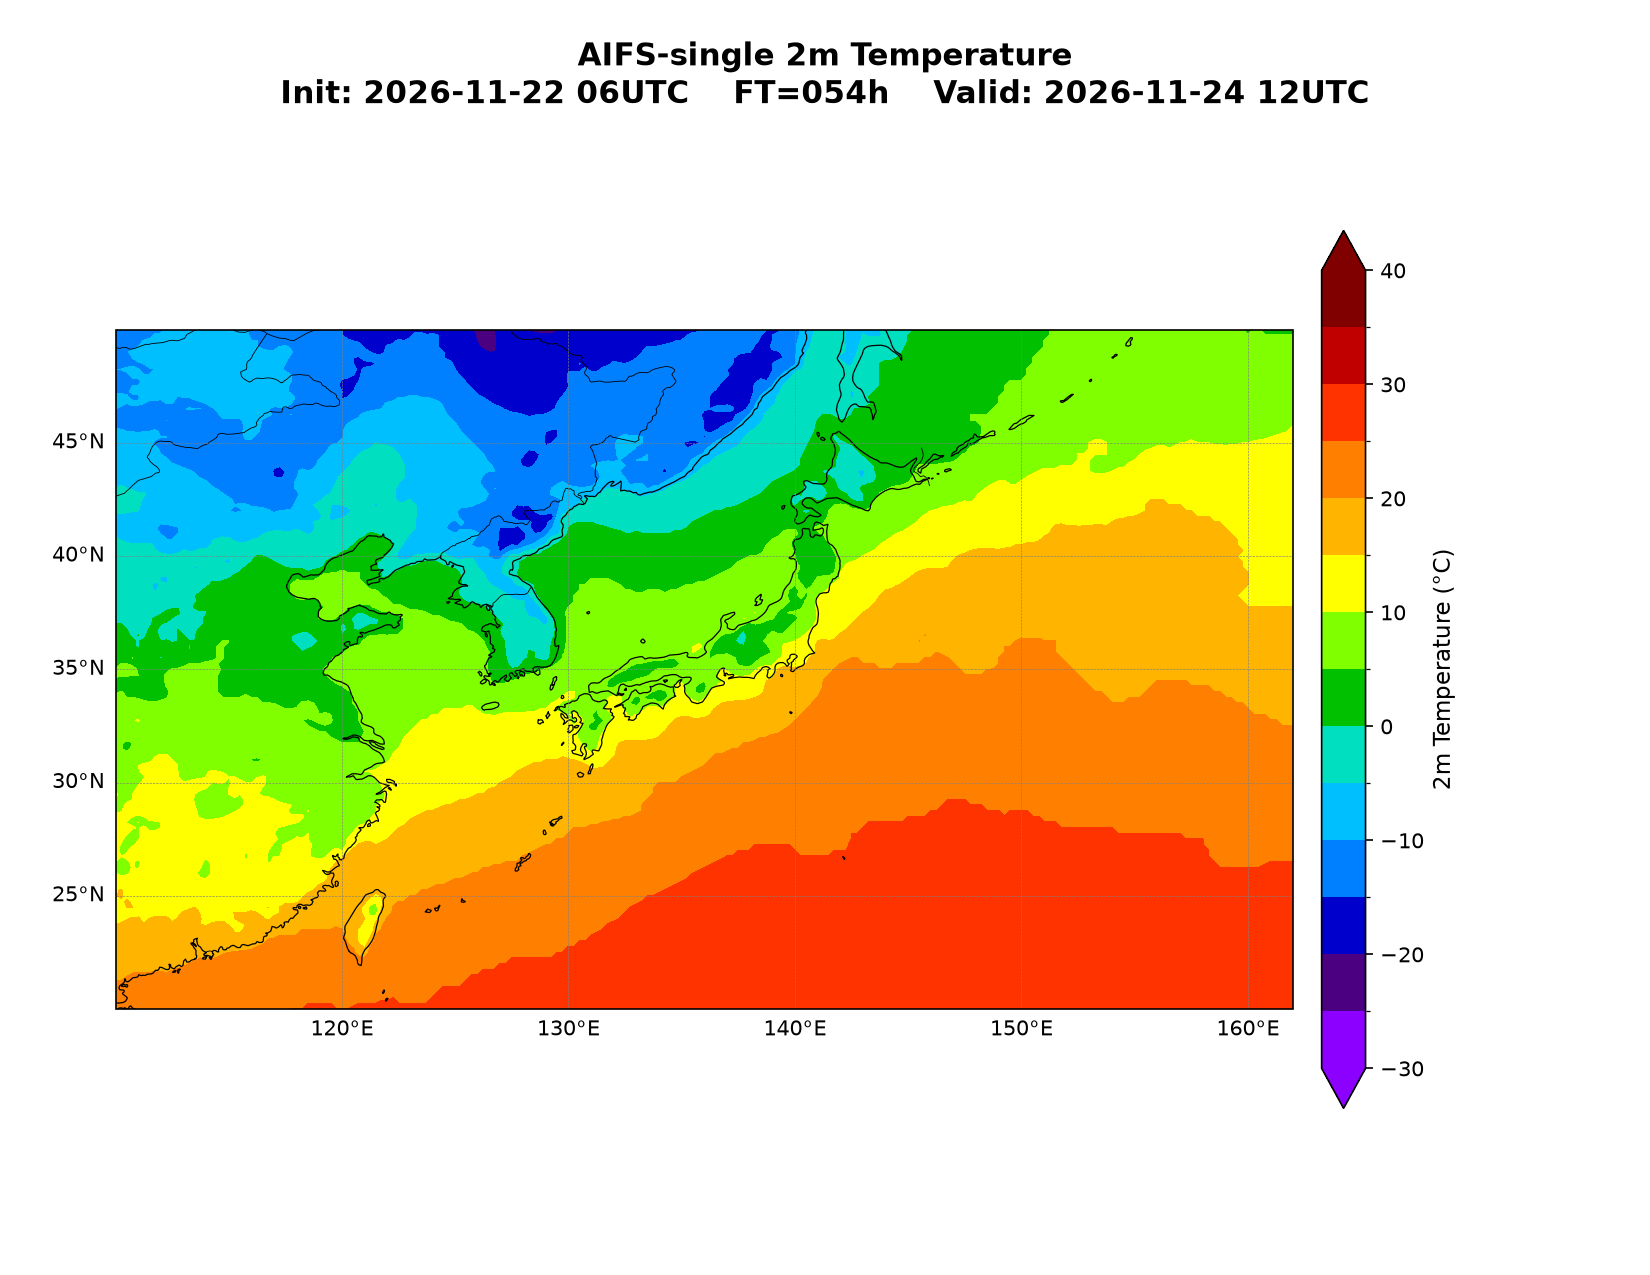 AIFS-single 2m Temperature
Init: 2026-11-22 06UTC    FT=054h    Valid: 2026-11-24 12UTC
45°N
40°N
35°N
30°N
25°N
120°E
130°E
140°E
150°E
160°E
40
30
20
10
0
−10
−20
−30
2m Temperature (°C)